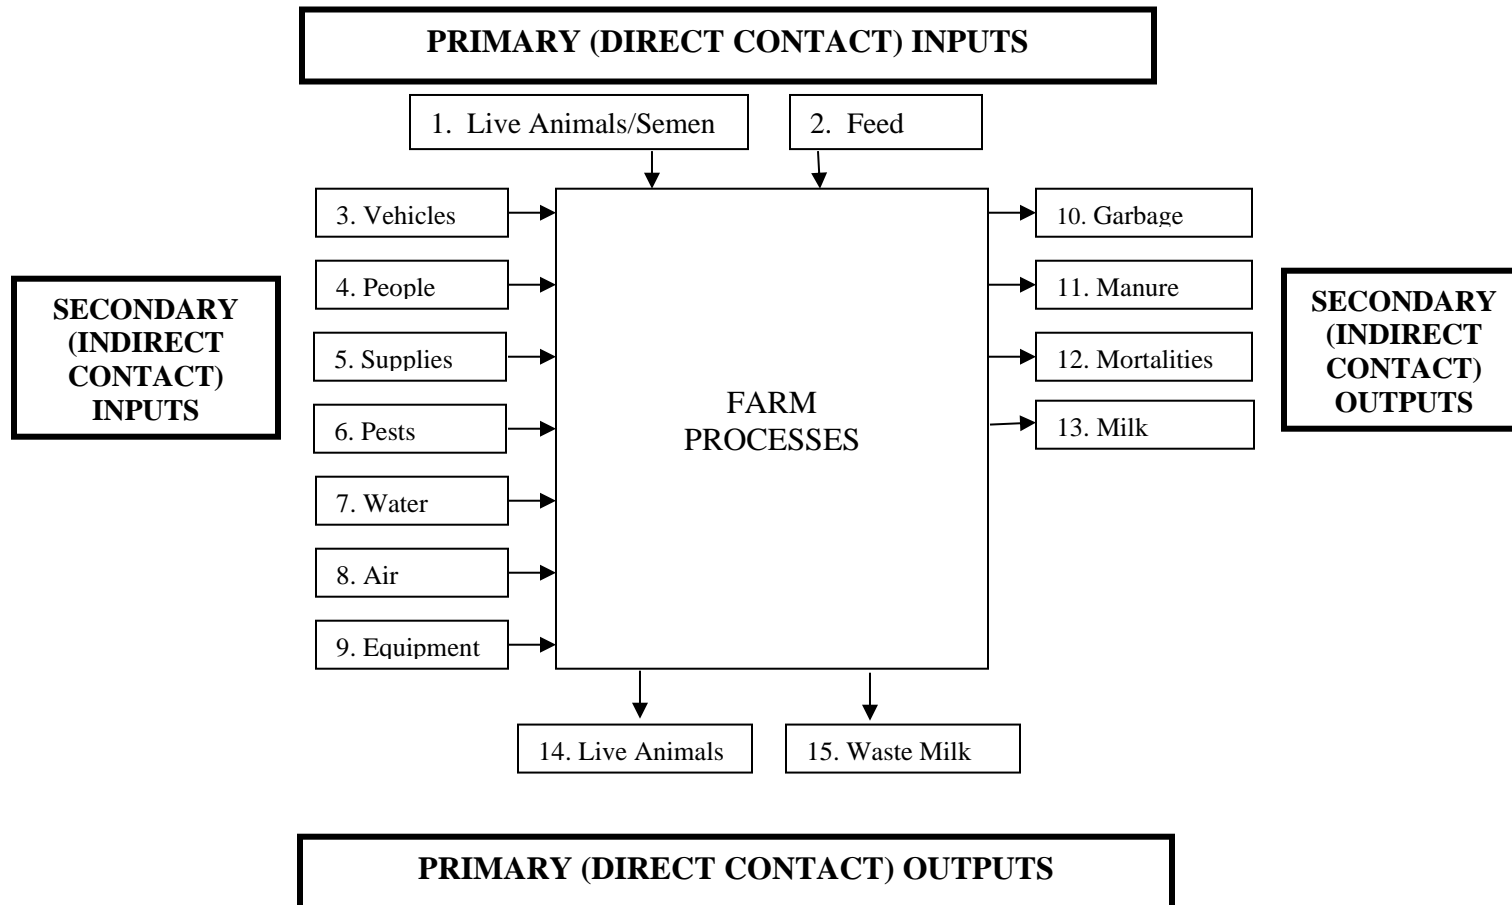 PRIMARY (DIRECT CONTACT) INPUTS
1. Live Animals/Semen
2. Feed
3. Vehicles
4. People
5. Supplies
6. Pests
7. Water
8. Air
9. Equipment
SECONDARY
(INDIRECT
CONTACT)
INPUTS
FARM
PROCESSES
10. Garbage
11. Manure
12. Mortalities
13. Milk
SECONDARY
(INDIRECT
CONTACT)
OUTPUTS
14. Live Animals
15. Waste Milk
PRIMARY (DIRECT CONTACT) OUTPUTS